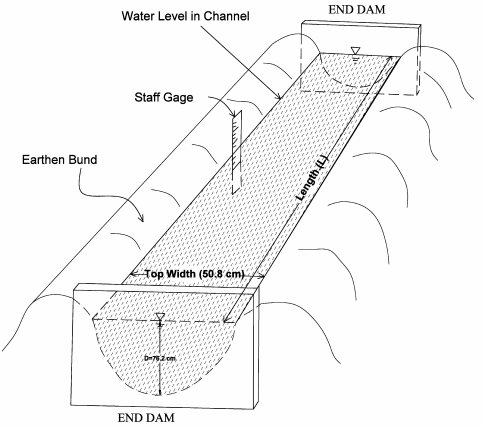 END DAM
Water Level in Channel
Staff Gage
Earthen Bund
Length (L)
Top Width (50.8 cm)
D=76.2 cm
END DAM